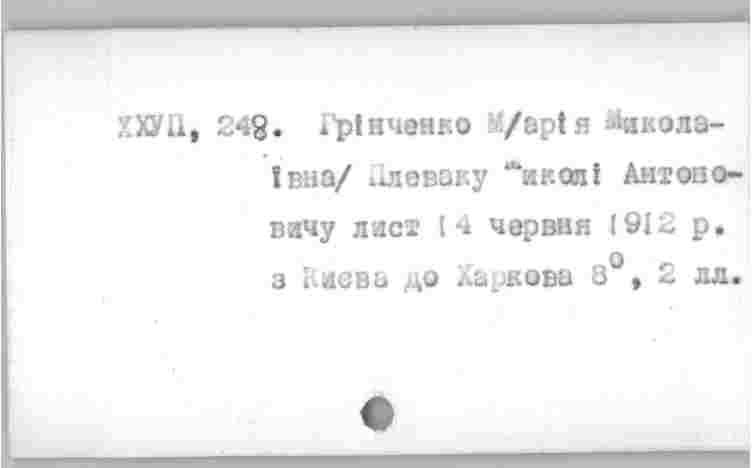 ХХУП, 248. Грінченко М/арія Микола-
ївна/ Плеваку Миколі Антоно-
вичу лист 14 червня 1912 р.
з Києва до Харкова 8⁰, 2 лл.